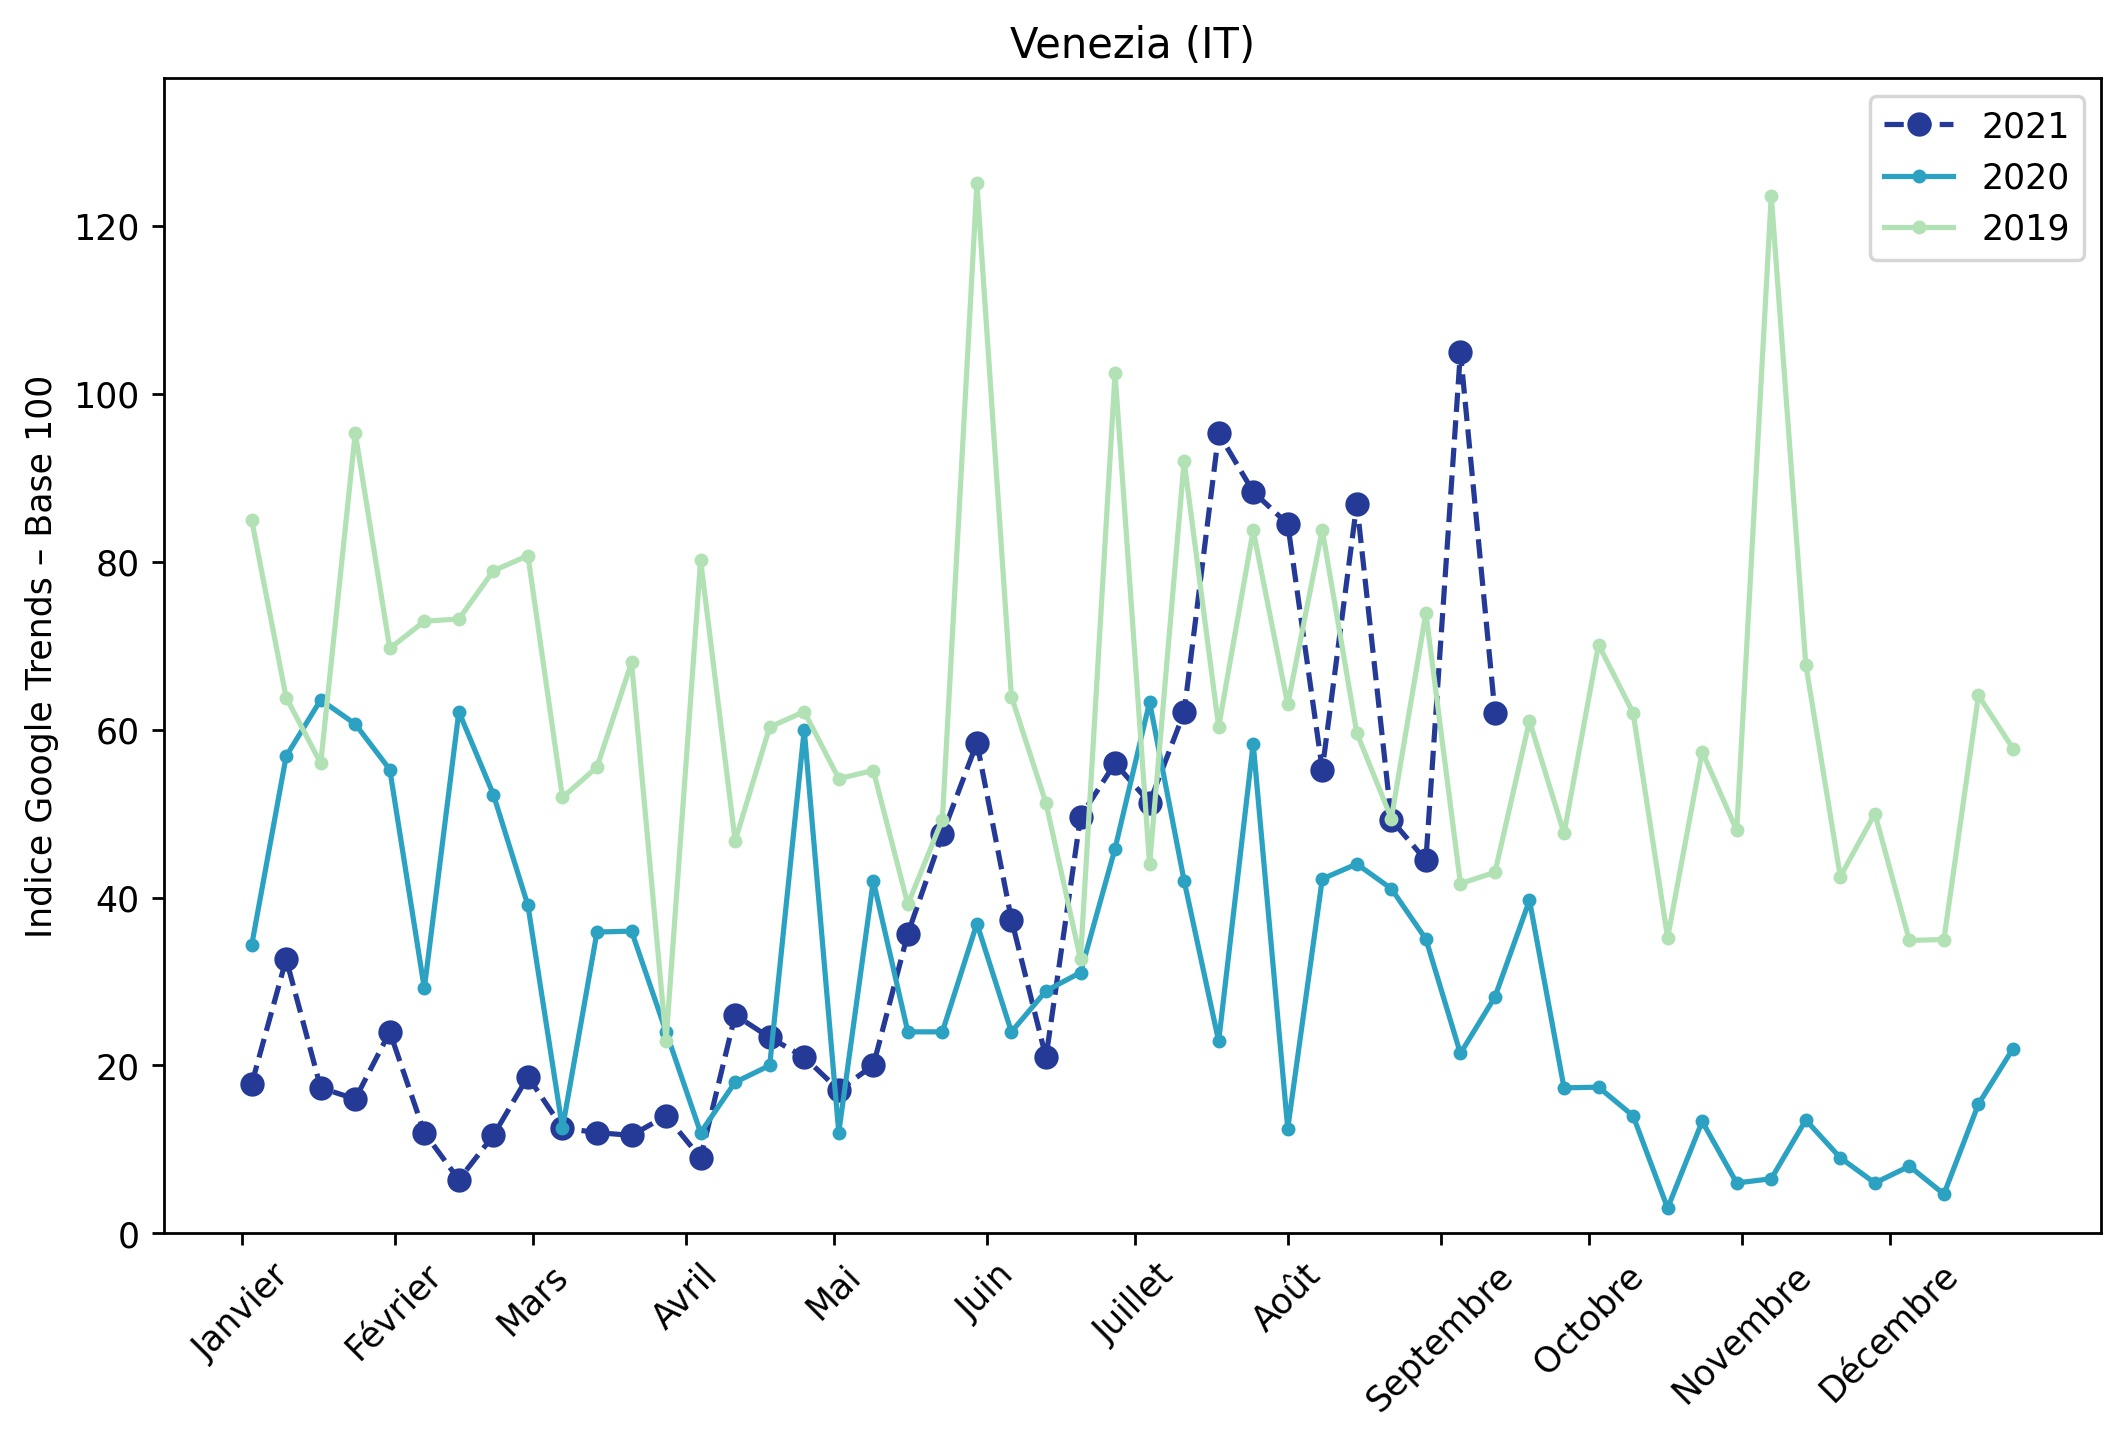 Venezia (IT)
2021
2020
2019
Indice Google Trends – Base 100
120
100
80
60
40
20
0
Janvier
Février
Mars
Avril
Mai
Juin
Juillet
Août
Septembre
Octobre
Novembre
Décembre